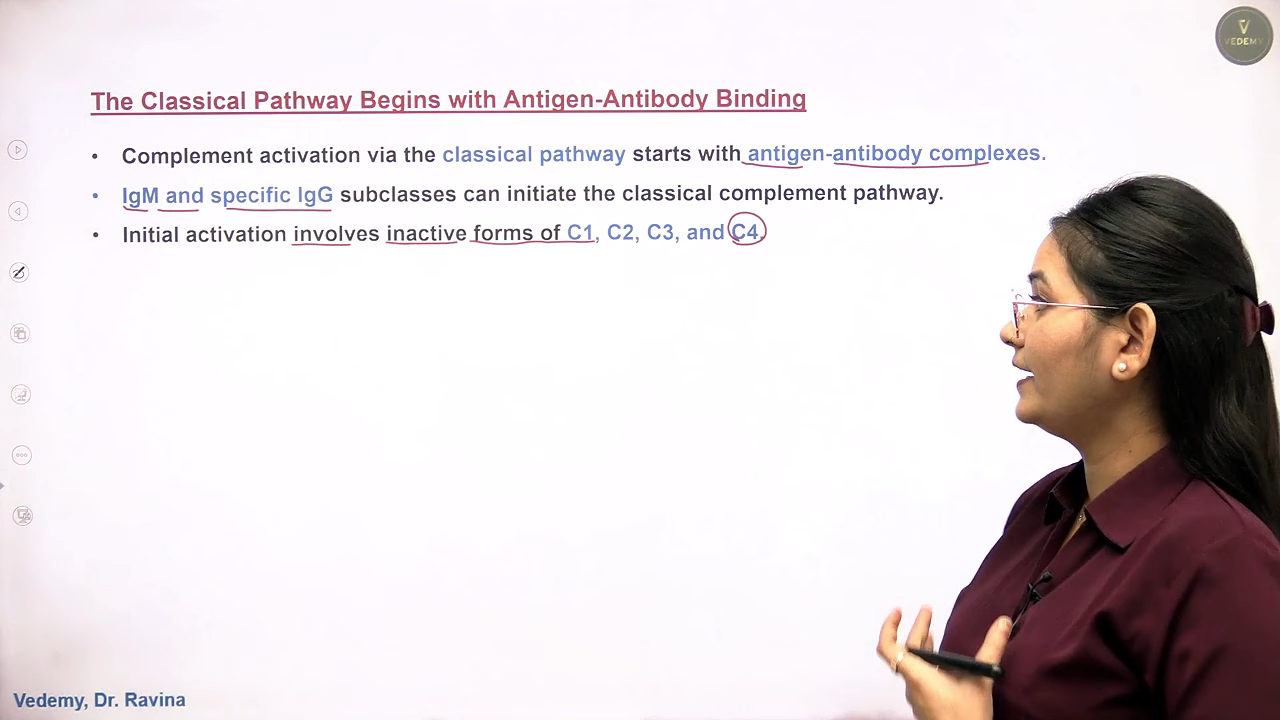 VEDEMY
The Classical Pathway Begins with Antigen-Antibody Binding
• Complement activation via the classical pathway starts with antigen-antibody complexes.
• IgM and specific IgG subclasses can initiate the classical complement pathway.
• Initial activation involves inactive forms of C1, C2, C3, and C4.
Vedemy, Dr. Ravina